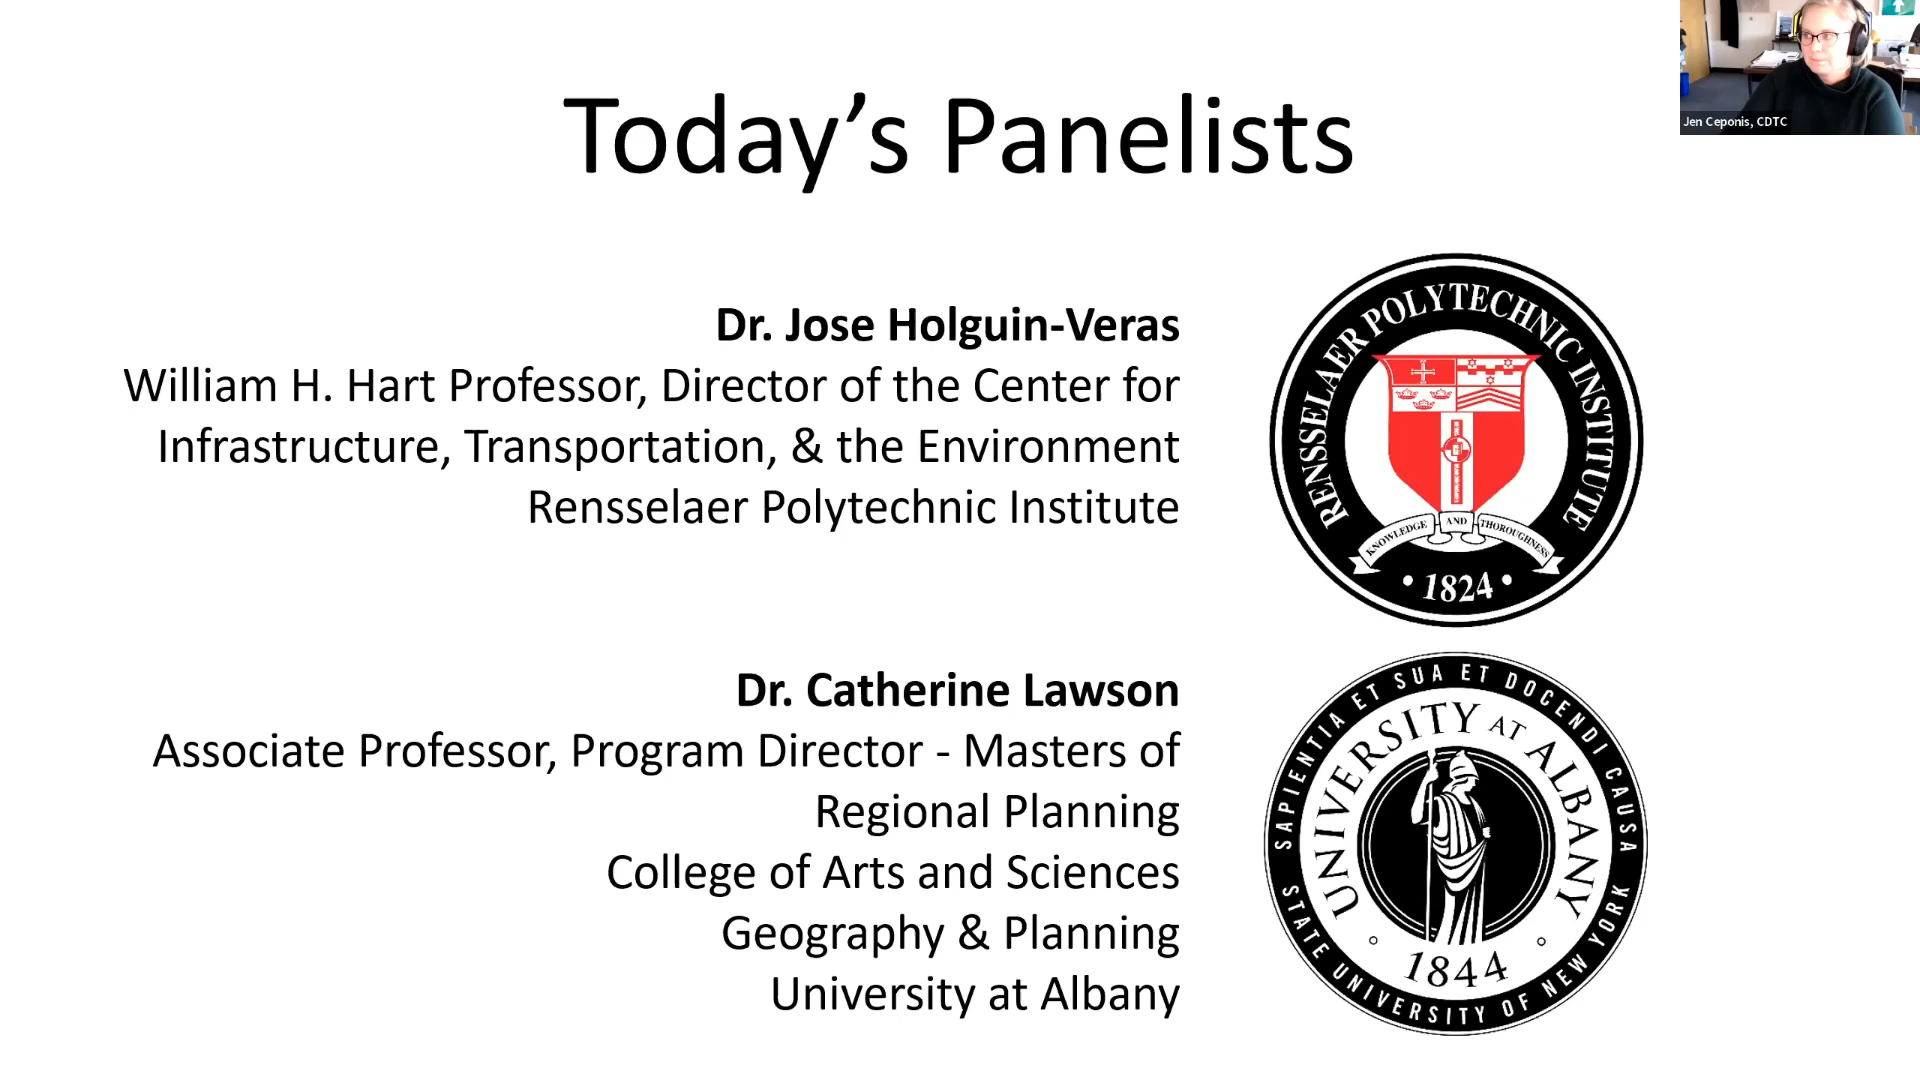 Today’s Panelists
Jen Ceponis, CDTC
Dr. Jose Holguin-Veras
William H. Hart Professor, Director of the Center for
Infrastructure, Transportation, & the Environment
Rensselaer Polytechnic Institute
RENSSELAER POLYTECHNIC INSTITUTE
KNOWLEDGE AND THOROUGHNESS
• 1824 •
Dr. Catherine Lawson
Associate Professor, Program Director - Masters of
Regional Planning
College of Arts and Sciences
Geography & Planning
University at Albany
SAPIENTIA ET SUA ET DOCENDI CAUSA
UNIVERSITY AT ALBANY
1844
STATE UNIVERSITY OF NEW YORK